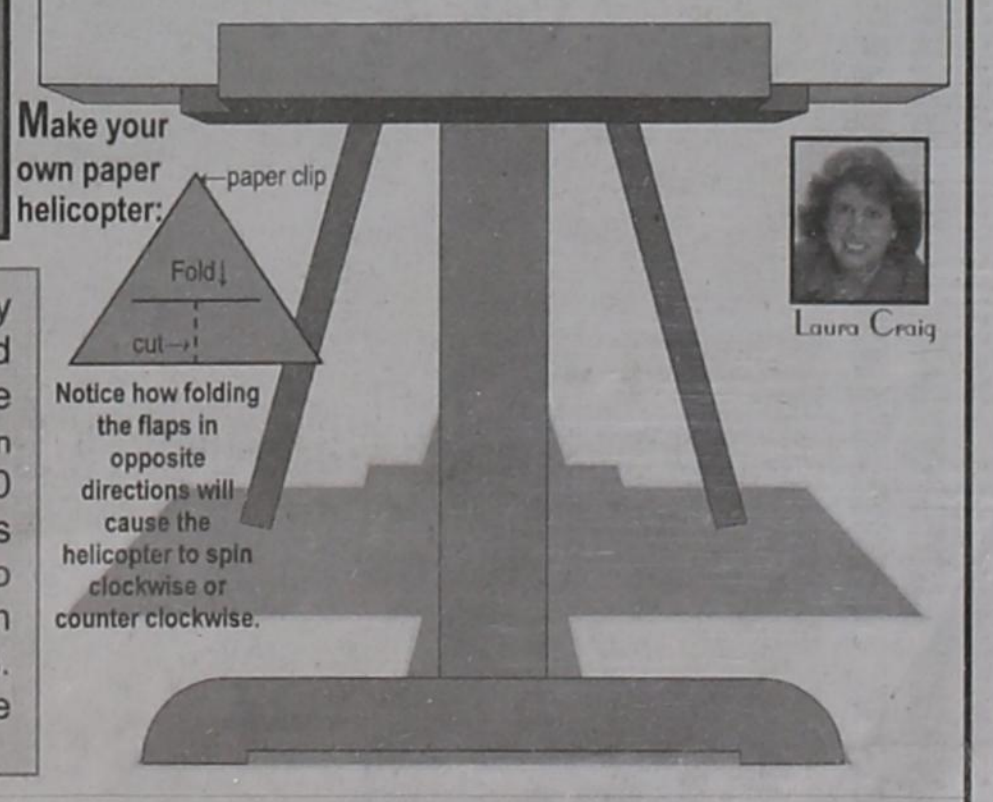 Make your
own paper
helicopter:
paper clip
Fold
cut
Notice how folding
the flaps in
opposite
directions will
cause the
helicopter to spin
clockwise or
counter clockwise.
Laura Craig